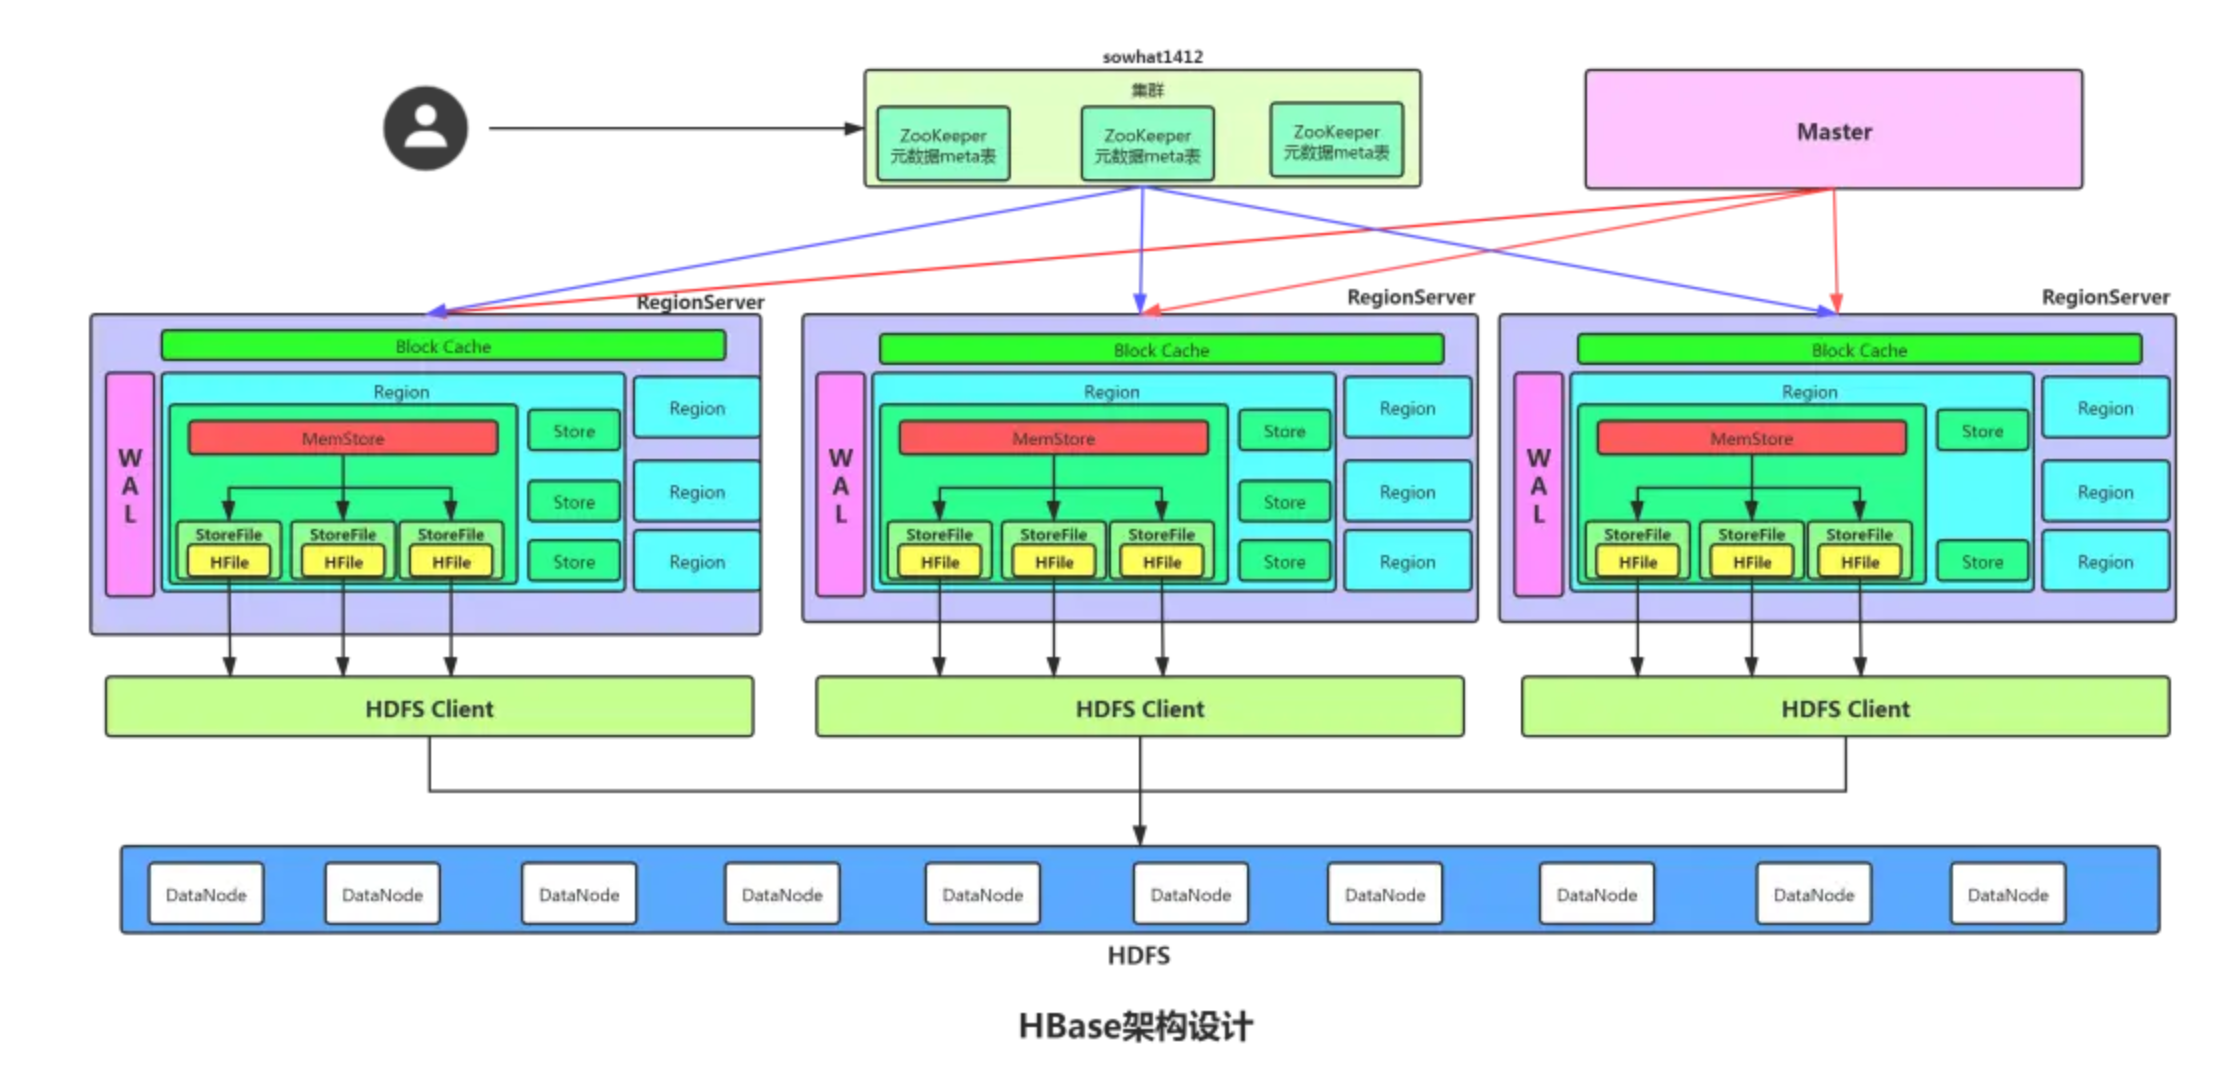 sowhat1412
集群
ZooKeeper
元数据meta表
ZooKeeper
元数据meta表
ZooKeeper
元数据meta表
Master
RegionServer
Block Cache
W
A
L
Region
MemStore
StoreFile
HFile
StoreFile
HFile
StoreFile
HFile
Store
Store
Store
Region
Region
Region
RegionServer
Block Cache
W
A
L
Region
MemStore
StoreFile
HFile
StoreFile
HFile
StoreFile
HFile
Store
Store
Store
Region
Region
Region
RegionServer
Block Cache
W
A
L
Region
MemStore
StoreFile
HFile
StoreFile
HFile
StoreFile
HFile
Store
Store
Region
Region
Region
HDFS Client
HDFS Client
HDFS Client
DataNode
DataNode
DataNode
DataNode
DataNode
DataNode
DataNode
DataNode
DataNode
DataNode
HDFS
HBase架构设计